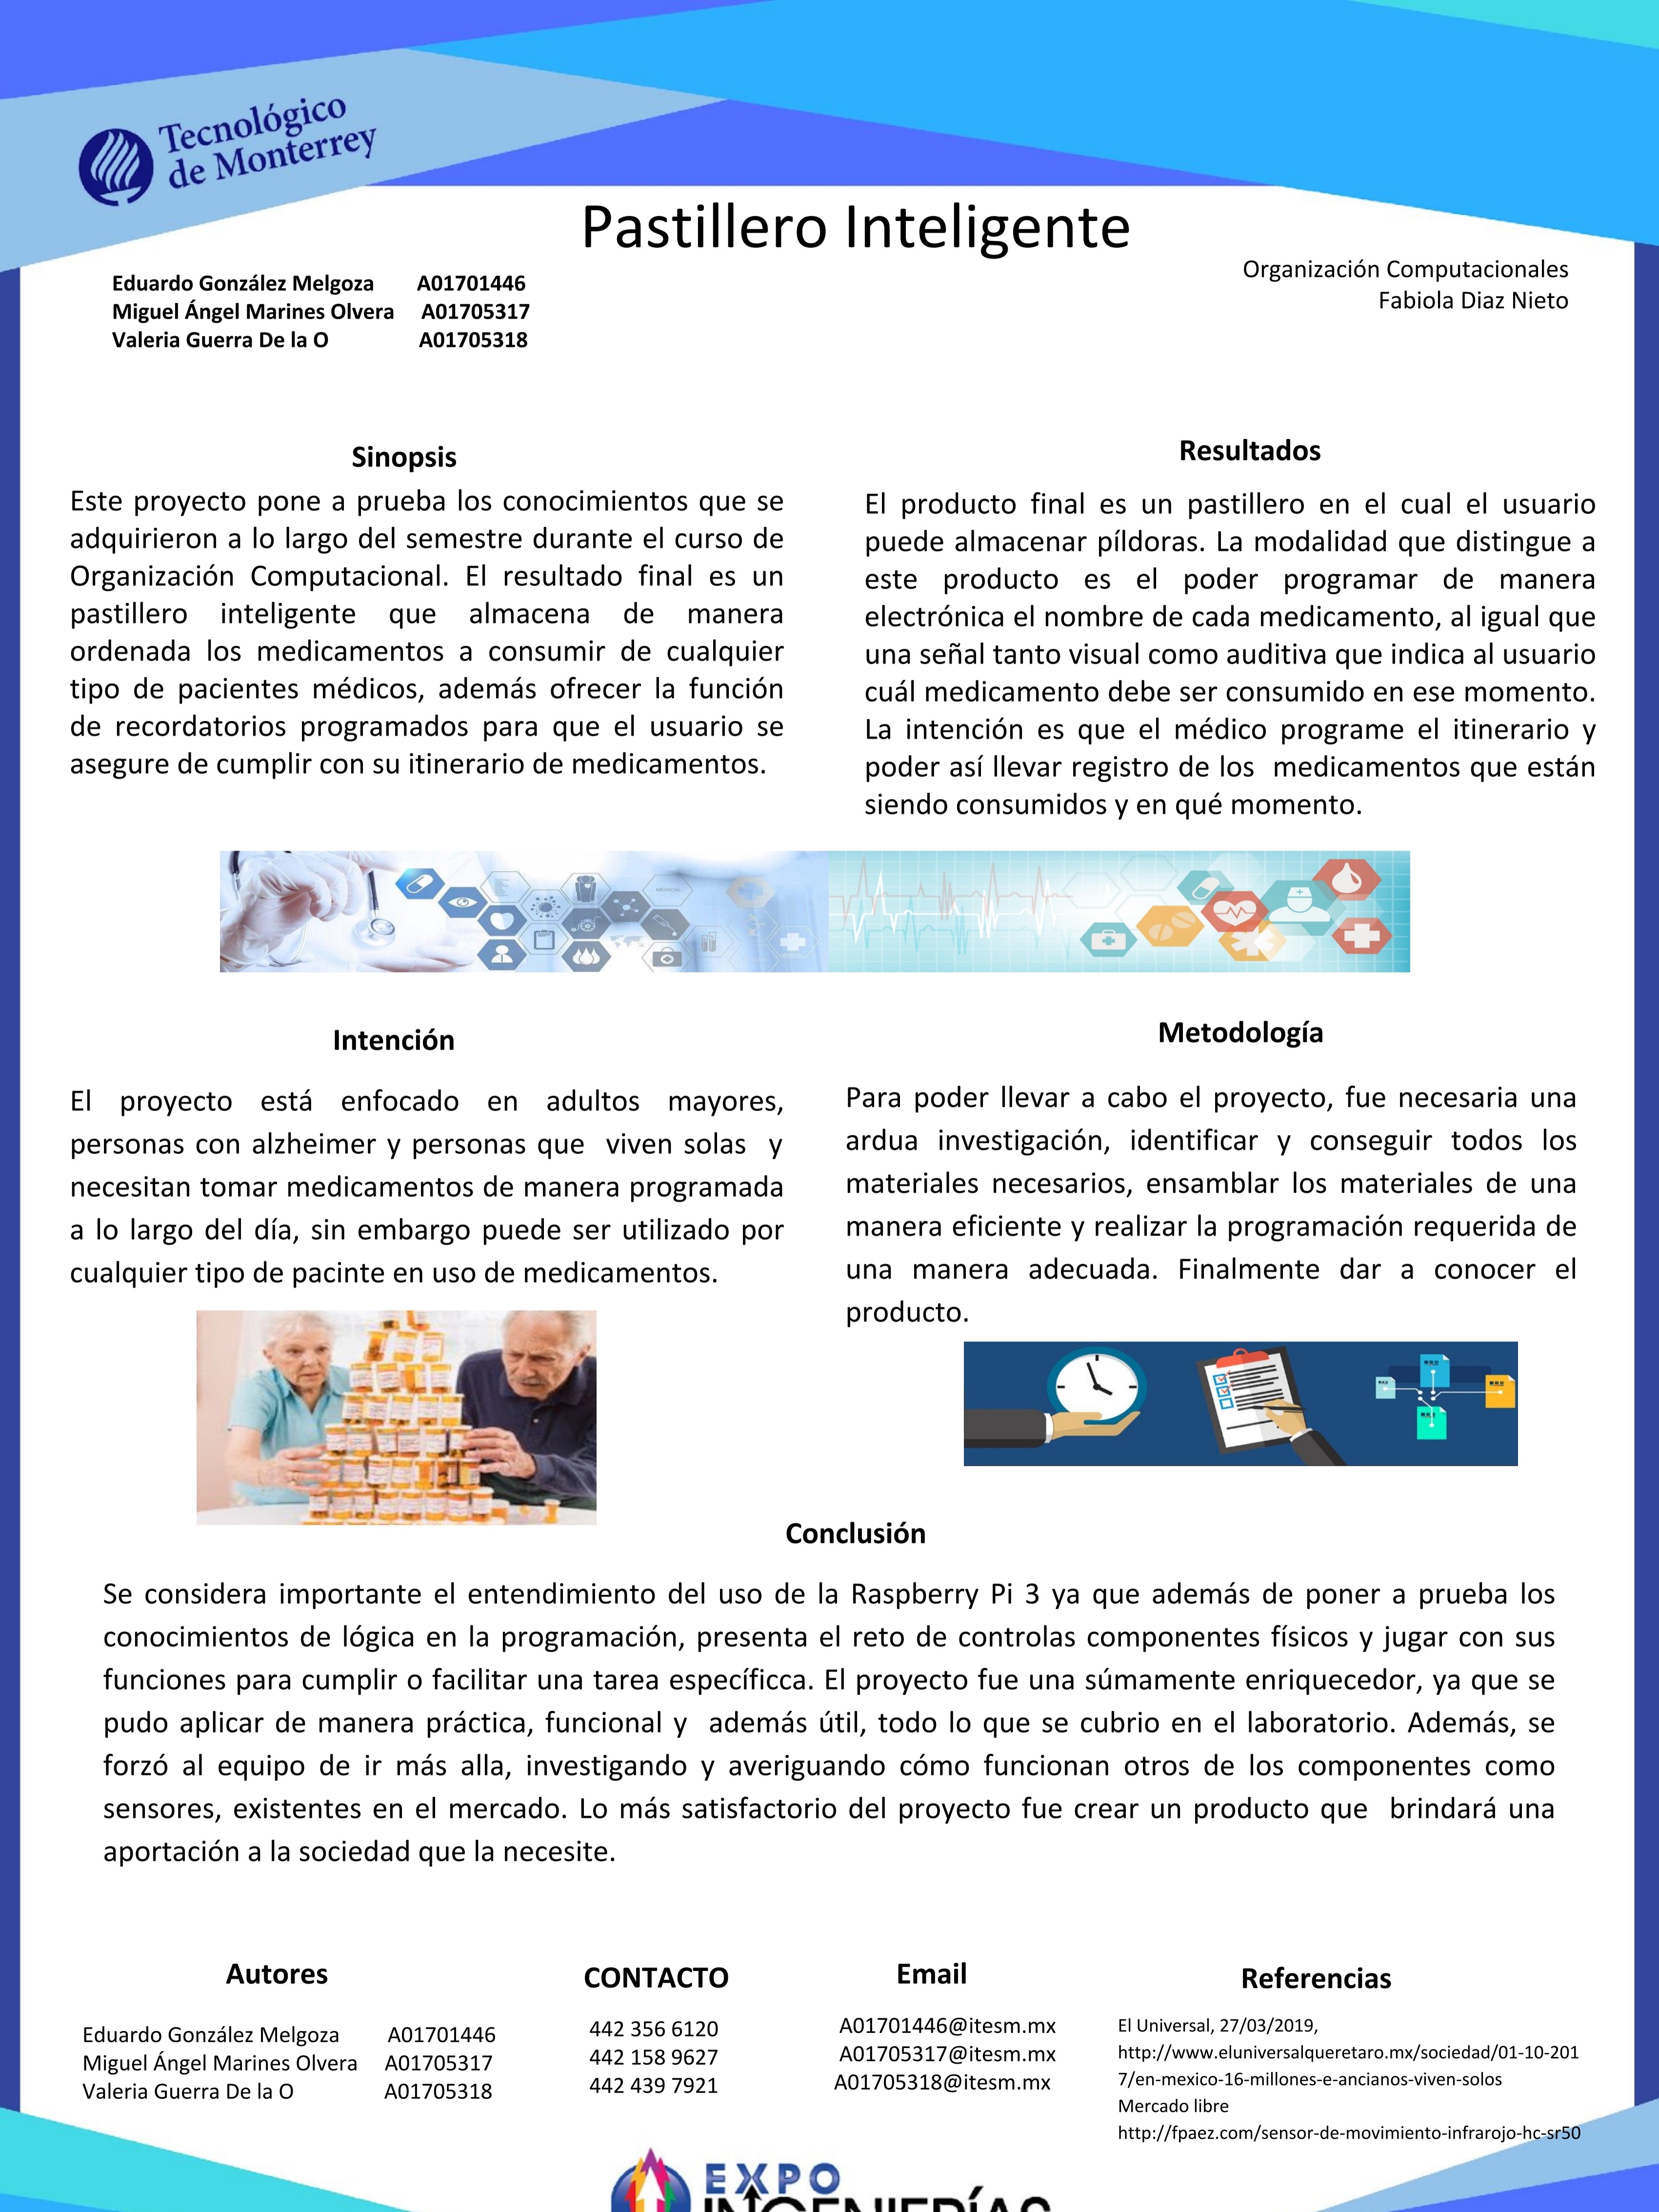 Tecnológico
de Monterrey
Pastillero Inteligente
Eduardo González Melgoza A01701446
Miguel Ángel Marines Olvera A01705317
Valeria Guerra De la O A01705318
Organización Computacionales
Fabiola Diaz Nieto
Sinopsis
Este proyecto pone a prueba los conocimientos que se
adquirieron a lo largo del semestre durante el curso de
Organización Computacional. El resultado final es un
pastillero inteligente que almacena de manera
ordenada los medicamentos a consumir de cualquier
tipo de pacientes médicos, además ofrecer la función
de recordatorios programados para que el usuario se
asegure de cumplir con su itinerario de medicamentos.
Resultados
El producto final es un pastillero en el cual el usuario
puede almacenar píldoras. La modalidad que distingue a
este producto es el poder programar de manera
electrónica el nombre de cada medicamento, al igual que
una señal tanto visual como auditiva que indica al usuario
cuál medicamento debe ser consumido en ese momento.
La intención es que el médico programe el itinerario y
poder así llevar registro de los medicamentos que están
siendo consumidos y en qué momento.
MEDICAL
Intención
El proyecto está enfocado en adultos mayores,
personas con alzheimer y personas que viven solas y
necesitan tomar medicamentos de manera programada
a lo largo del día, sin embargo puede ser utilizado por
cualquier tipo de pacinte en uso de medicamentos.
Metodología
Para poder llevar a cabo el proyecto, fue necesaria una
ardua investigación, identificar y conseguir todos los
materiales necesarios, ensamblar los materiales de una
manera eficiente y realizar la programación requerida de
una manera adecuada. Finalmente dar a conocer el
producto.
Conclusión
Se considera importante el entendimiento del uso de la Raspberry Pi 3 ya que además de poner a prueba los
conocimientos de lógica en la programación, presenta el reto de controlas componentes físicos y jugar con sus
funciones para cumplir o facilitar una tarea específicca. El proyecto fue una súmamente enriquecedor, ya que se
pudo aplicar de manera práctica, funcional y además útil, todo lo que se cubrio en el laboratorio. Además, se
forzó al equipo de ir más alla, investigando y averiguando cómo funcionan otros de los componentes como
sensores, existentes en el mercado. Lo más satisfactorio del proyecto fue crear un producto que brindará una
aportación a la sociedad que la necesite.
Autores
Eduardo González Melgoza A01701446
Miguel Ángel Marines Olvera A01705317
Valeria Guerra De la O A01705318
CONTACTO
442 356 6120
442 158 9627
442 439 7921
Email
A01701446@itesm.mx
A01705317@itesm.mx
A01705318@itesm.mx
Referencias
El Universal, 27/03/2019,
http://www.eluniversalqueretaro.mx/sociedad/01-10-201
7/en-mexico-16-millones-e-ancianos-viven-solos
Mercado libre
http://fpaez.com/sensor-de-movimiento-infrarojo-hc-sr50
EXPO
INGENIERÍAS